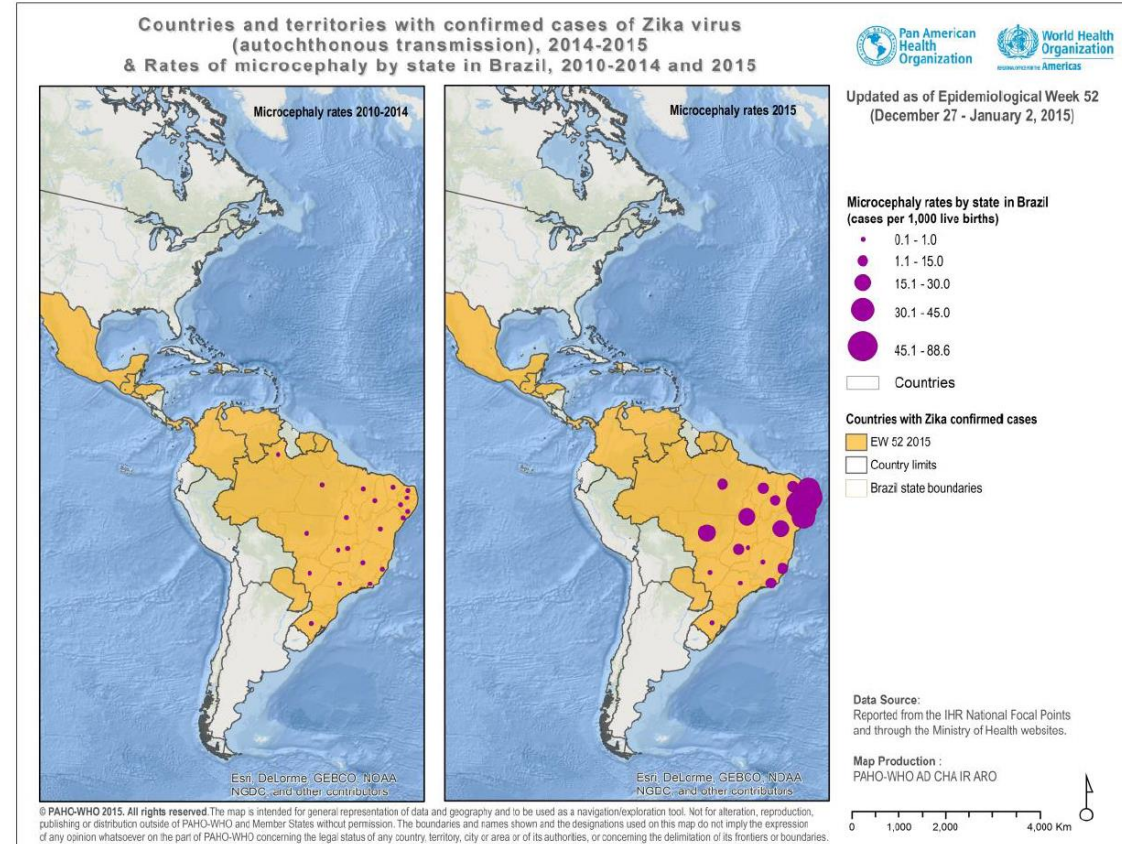 Countries and territories with confirmed cases of Zika virus
(autochthonous transmission), 2014-2015
& Rates of microcephaly by state in Brazil, 2010-2014 and 2015
Pan American
Health
Organization
World Health
Organization
REGIONAL OFFICE FOR THE Americas
Updated as of Epidemiological Week 52
(December 27 - January 2, 2015)
Microcephaly rates 2010-2014
Microcephaly rates 2015
Microcephaly rates by state in Brazil
(cases per 1,000 live births)
0.1 - 1.0
1.1 - 15.0
15.1 - 30.0
30.1 - 45.0
45.1 - 88.6
Countries
Countries with Zika confirmed cases
EW 52 2015
Country limits
Brazil state boundaries
Data Source:
Reported from the IHR National Focal Points
and through the Ministry of Health websites.
Map Production :
PAHO-WHO AD CHA IR ARO
0 1,000 2,000 4,000 Km
Esri, DeLorme, GEBCO, NOAA
NGDC, and other contributors
Esri, DeLorme, GEBCO, NOAA
NGDC, and other contributors
© PAHO-WHO 2015. All rights reserved. The map is intended for general representation of data and geography and to be used as a navigation/exploration tool. Not for alteration, reproduction,
publishing or distribution outside of PAHO-WHO and Member States without permission. The boundaries and names shown and the designations used on this map do not imply the expression
of any opinion whatsoever on the part of PAHO-WHO concerning the legal status of any country, territory, city or area or of its authorities, or concerning the delimitation of its frontiers or boundaries.